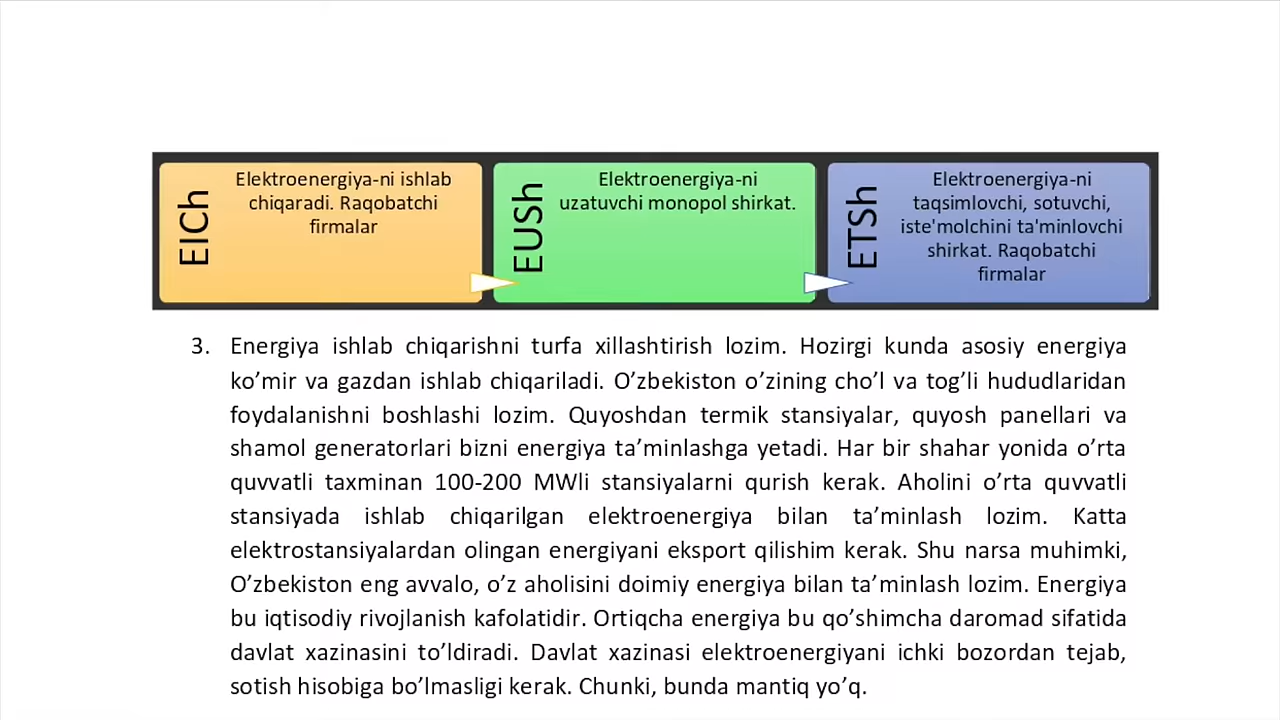 EICh
Elektroenergiya-ni ishlab
chiqaradi. Raqobatchi
firmalar
EUSh
Elektroenergiya-ni
uzatuvchi monopol shirkat.
ETSh
Elektroenergiya-ni
taqsimlovchi, sotuvchi,
iste'molchini ta'minlovchi
shirkat. Raqobatchi
firmalar
3. Energiya ishlab chiqarishni turfa xillashtirish lozim. Hozirgi kunda asosiy energiya
ko’mir va gazdan ishlab chiqariladi. O’zbekiston o’zining cho’l va tog’li hududlaridan
foydalanishni boshlashi lozim. Quyoshdan termik stansiyalar, quyosh panellari va
shamol generatorlari bizni energiya ta’minlashga yetadi. Har bir shahar yonida o’rta
quvvatli taxminan 100-200 MWli stansiyalarni qurish kerak. Aholini o’rta quvvatli
stansiyada ishlab chiqarilgan elektroenergiya bilan ta’minlash lozim. Katta
elektrostansiyalardan olingan energiyani eksport qilishim kerak. Shu narsa muhimki,
O’zbekiston eng avvalo, o’z aholisini doimiy energiya bilan ta’minlash lozim. Energiya
bu iqtisodiy rivojlanish kafolatidir. Ortiqcha energiya bu qo’shimcha daromad sifatida
davlat xazinasini to’ldiradi. Davlat xazinasi elektroenergiyani ichki bozordan tejab,
sotish hisobiga bo’lmasligi kerak. Chunki, bunda mantiq yo’q.